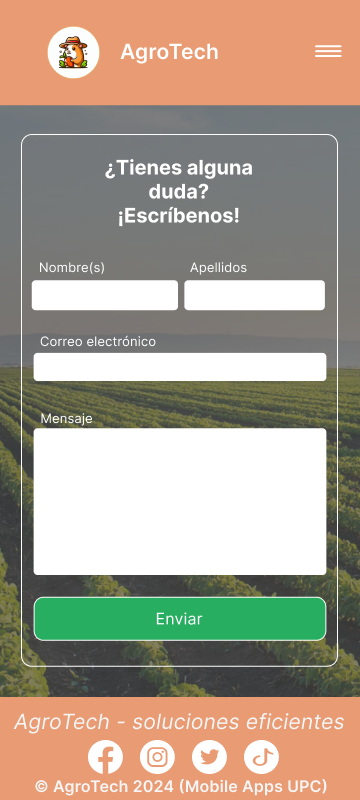 AgroTech
¿Tienes alguna
duda?
¡Escríbenos!
Nombre(s) Apellidos
Correo electrónico
Mensaje
Enviar
AgroTech - soluciones eficientes
© AgroTech 2024 (Mobile Apps UPC)